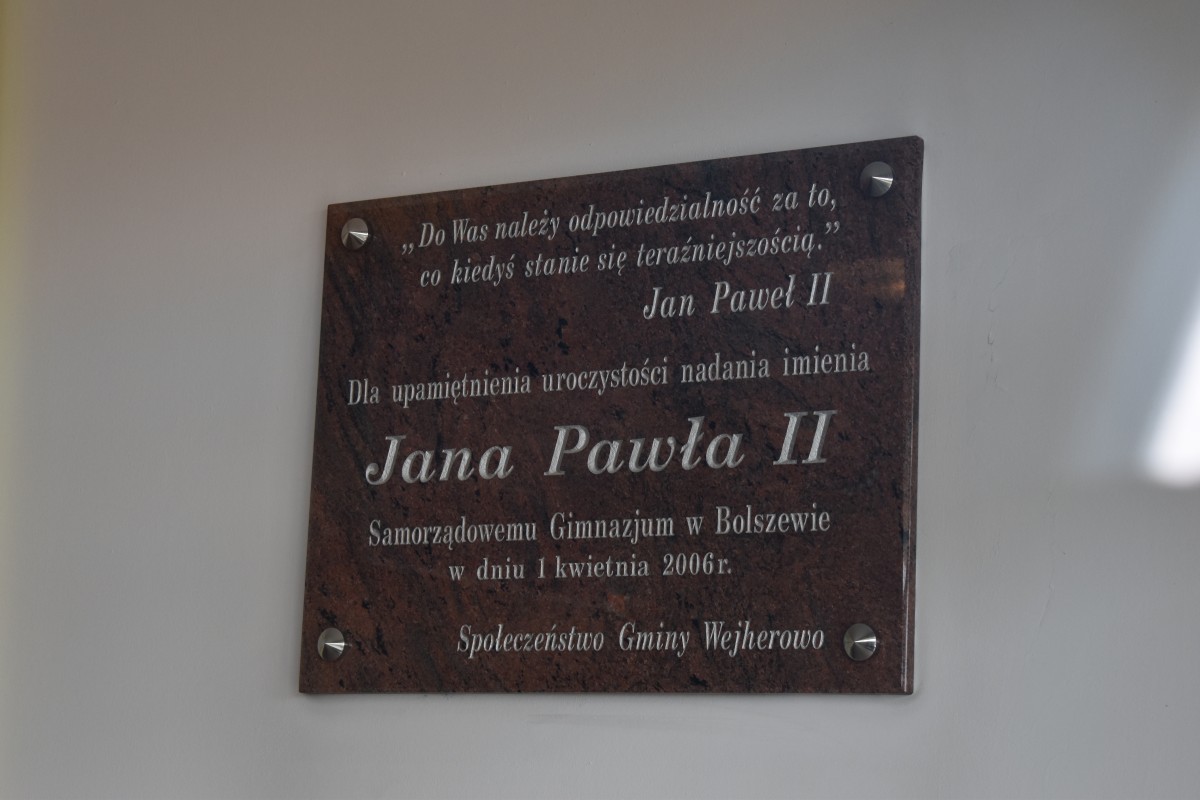 „Do Was należy odpowiedzialność za to,
co kiedyś stanie się teraźniejszością.”
Jan Paweł II
Dla upamiętnienia uroczystości nadania imienia
Jana Pawła II
Samorządowemu Gimnazjum w Bolszewie
w dniu 1 kwietnia 2006r.
Społeczeństwo Gminy Wejherowo